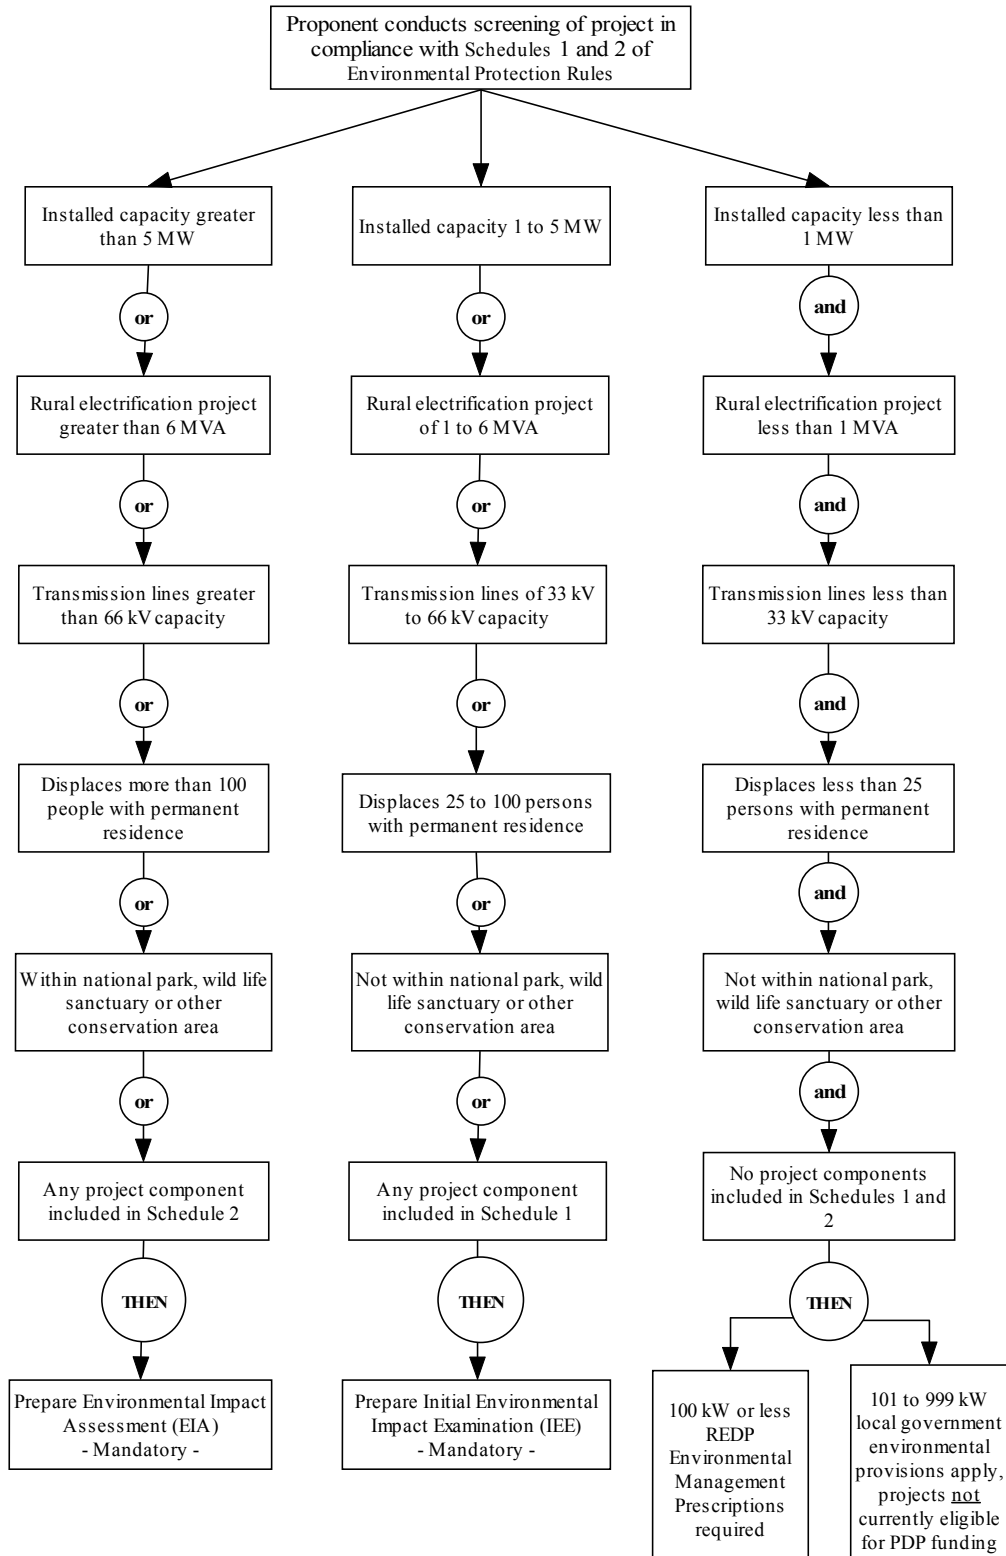 Proponent conducts screening of project in
compliance with Schedules 1 and 2 of
Environmental Protection Rules
Installed capacity greater
than 5 MW
or
Rural electrification project
greater than 6 MVA
or
Transmission lines greater
than 66 kV capacity
or
Displaces more than 100
people with permanent
residence
or
Within national park, wild life
sanctuary or other
conservation area
or
Any project component
included in Schedule 2
THEN
Prepare Environmental Impact
Assessment (EIA)
- Mandatory -
Installed capacity 1 to 5 MW
or
Rural electrification project
of 1 to 6 MVA
or
Transmission lines of 33 kV
to 66 kV capacity
or
Displaces 25 to 100 persons
with permanent residence
or
Not within national park, wild
life sanctuary or other
conservation area
or
Any project component
included in Schedule 1
THEN
Prepare Initial Environmental
Impact Examination (IEE)
- Mandatory -
Installed capacity less than
1 MW
and
Rural electrification project
less than 1 MVA
and
Transmission lines less than
33 kV capacity
and
Displaces less than 25
persons with permanent
residence
and
Not within national park,
wild life sanctuary or other
conservation area
and
No project components
included in Schedules 1 and
2
THEN
100 kW or less
REDP
Environmental
Management
Prescriptions
required
101 to 999 kW
local government
environmental
provisions apply,
projects not
currently eligible
for PDP funding